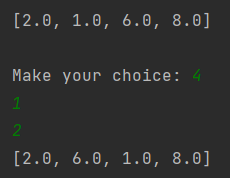 [2.0, 1.0, 6.0, 8.0]
Make your choice: 4
1
2
[2.0, 6.0, 1.0, 8.0]